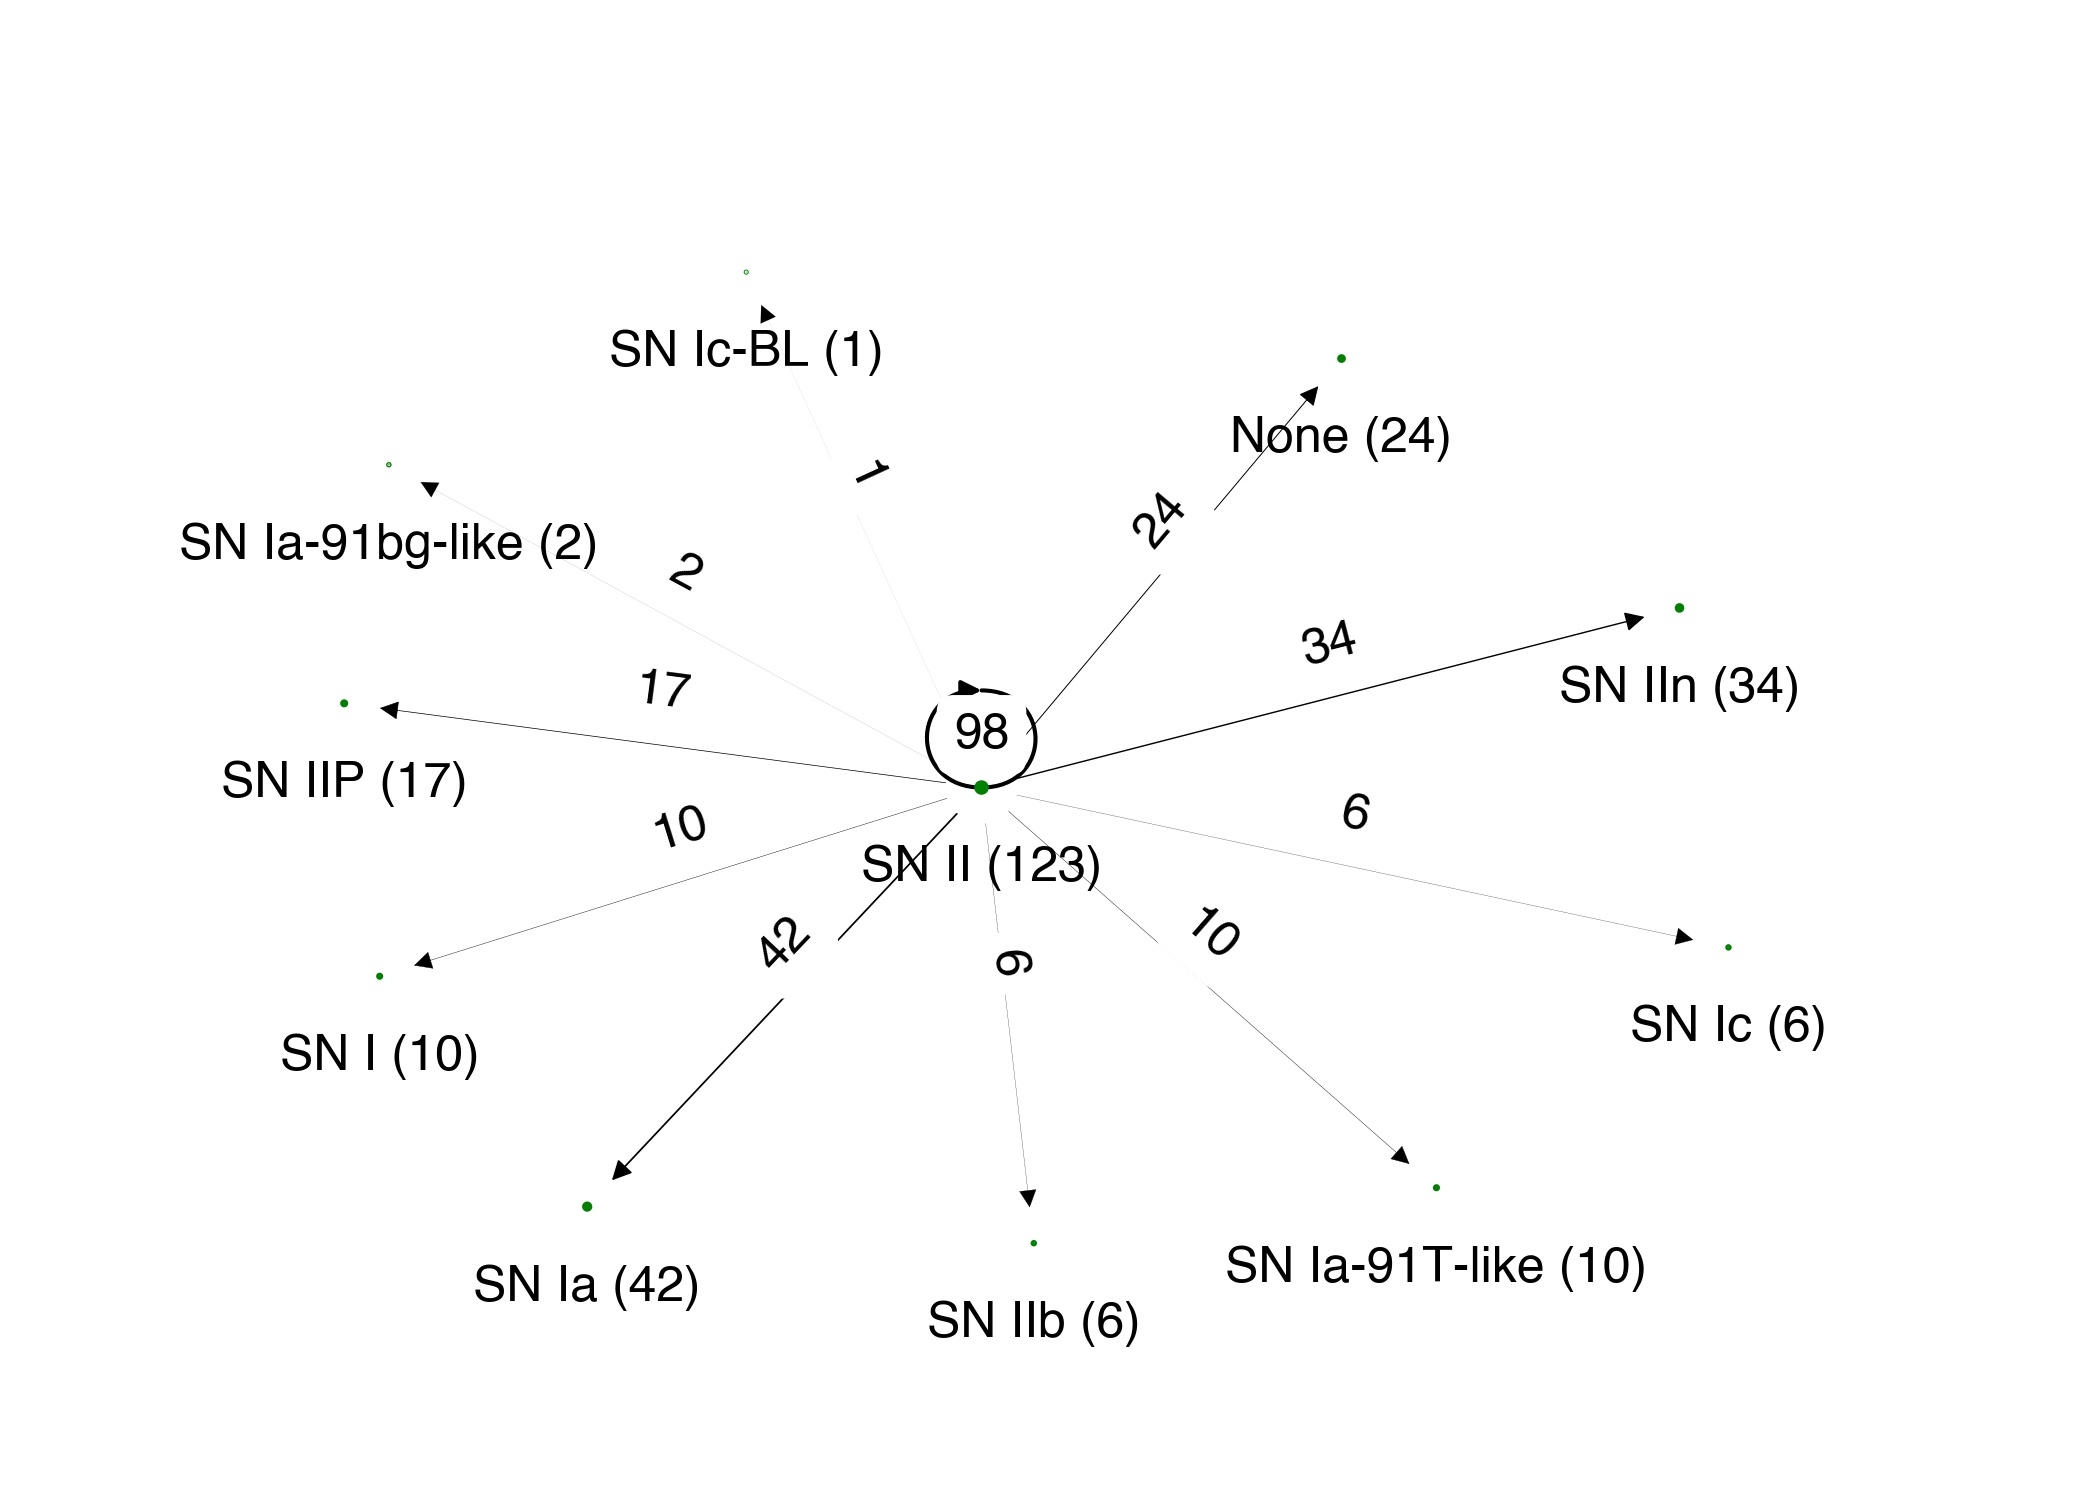 SN Ic-BL (1)
None (24)
1
24
SN Ia-91bg-like (2)
2
34
SN IIn (34)
17
98
SN IIP (17)
10
6
SN II (123)
42
6
10
SN I (10)
SN Ic (6)
SN Ia (42)
SN IIb (6)
SN Ia-91T-like (10)